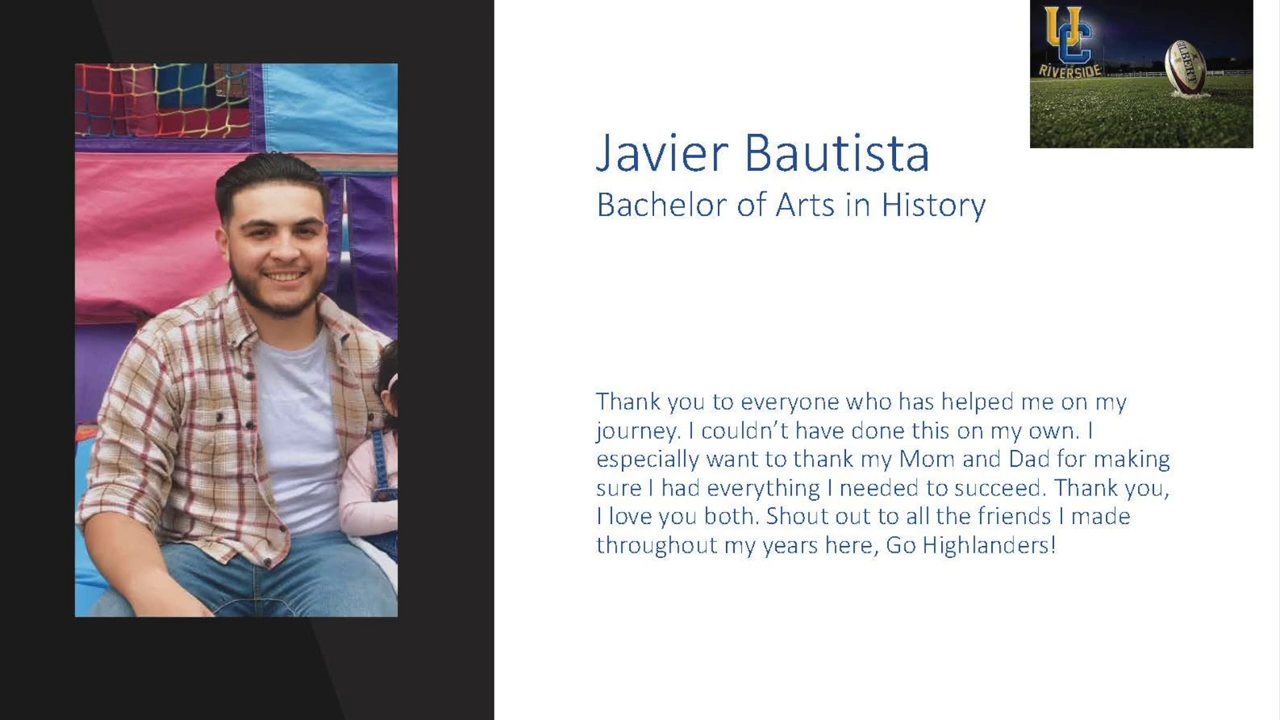 UC
RiVERSiDE
GILBERT
Javier Bautista
Bachelor of Arts in History
Thank you to everyone who has helped me on my
journey. I couldn’t have done this on my own. I
especially want to thank my Mom and Dad for making
sure I had everything I needed to succeed. Thank you,
I love you both. Shout out to all the friends I made
throughout my years here, Go Highlanders!